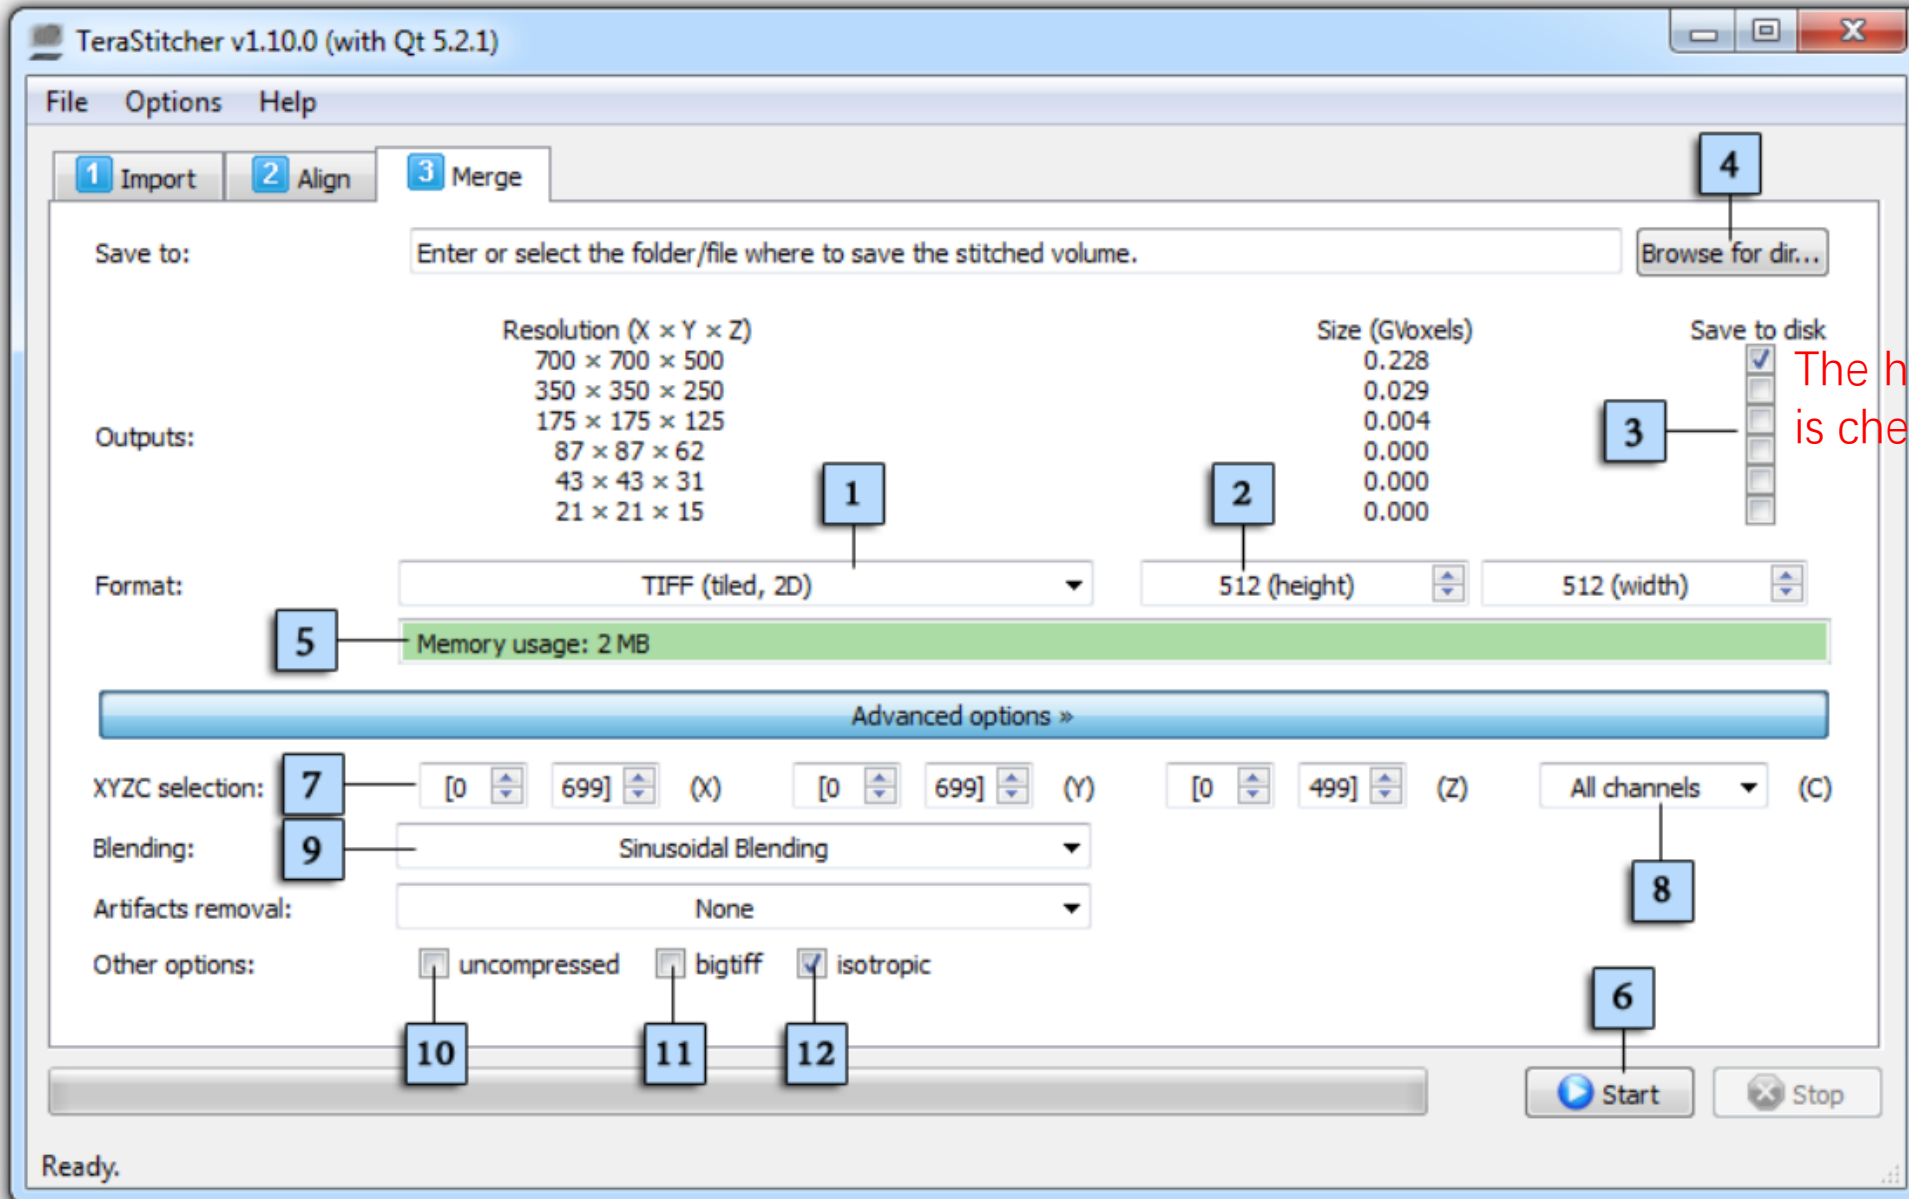 TeraStitcher v1.10.0 (with Qt 5.2.1)
File Options Help
1 Import 2 Align 3 Merge
4
Save to: Enter or select the folder/file where to save the stitched volume. Browse for dir...
Resolution (X × Y × Z) Size (GVoxels) Save to disk
700 × 700 × 500 0.228
The h
350 × 350 × 250 0.029
175 × 175 × 125 0.004
is che
Outputs: 3
87 × 87 × 62 0.000
43 × 43 × 31 0.000
1 2
21 × 21 × 15 0.000
Format: TIFF (tiled, 2D) 512 (height) 512 (width)
5 Memory usage: 2 MB
Advanced options »
XYZC selection: 7 [0 699] (X) [0 699] (Y) [0 499] (Z) All channels (C)
Blending: 9 Sinusoidal Blending
8
Artifacts removal: None
Other options: uncompressed bigtiff isotropic
6
10 11 12
Start Stop
Ready.